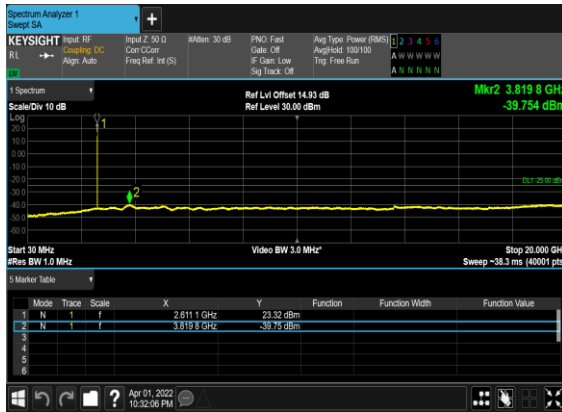 Spectrum Analyzer 1
Swept SA
KEYSIGHT Input: RF Input Z: 50 Ω #Atten: 30 dB PNO: Fast Avg Type: Power (RMS) 1 2 3 4 5 6
RL Coupling: DC Corr CCorr Gate: Off Avg|Hold: 100/100 A W W W W W
Align: Auto Freq Ref: Int (S) IF Gain: Low Trig: Free Run
Sig Track: Off A N N N N N
1 Spectrum
Ref Lvl Offset 14.93 dB Mkr2 3.819 8 GHz
Scale/Div 10 dB Ref Level 30.00 dBm -39.754 dBm
Log
20.0
10.0
0.00
-10.0
-20.0
-30.0
-40.0
-50.0
-60.0
1
2
DL1 -25.00 dBm
Start 30 MHz Video BW 3.0 MHz* Stop 20.000 GHz
#Res BW 1.0 MHz Sweep ~38.3 ms (40001 pts)
5 Marker Table
Mode Trace Scale X Y Function Function Width Function Value
1 N 1 f 2.611 1 GHz 23.32 dBm
2 N 1 f 3.819 8 GHz -39.75 dBm
3
4
5
6
? Apr 01, 2022
10:32:06 PM